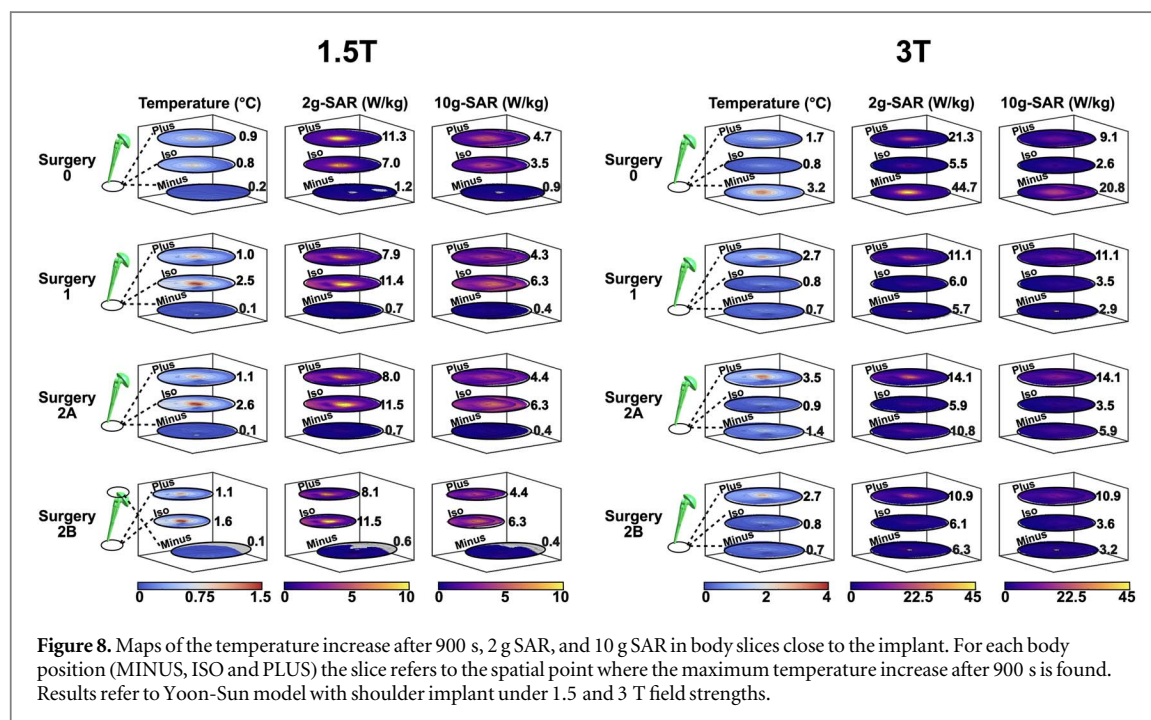 1.5T 3T
Temperature (°C) 2g-SAR (W/kg) 10g-SAR (W/kg) Temperature (°C) 2g-SAR (W/kg) 10g-SAR (W/kg)
Surgery 0
Plus 0.9 Plus 11.3 Plus 4.7
Iso 0.8 Iso 7.0 Iso 3.5
Minus 0.2 Minus 1.2 Minus 0.9
Surgery 0
Plus 1.7 Plus 21.3 Plus 9.1
Iso 0.8 Iso 5.5 Iso 2.6
Minus 3.2 Minus 44.7 Minus 20.8
Surgery 1
Plus 1.0 Plus 7.9 Plus 4.3
Iso 2.5 Iso 11.4 Iso 6.3
Minus 0.1 Minus 0.7 Minus 0.4
Surgery 1
Plus 2.7 Plus 11.1 Plus 11.1
Iso 0.8 Iso 6.0 Iso 3.5
Minus 0.7 Minus 5.7 Minus 2.9
Surgery 2A
Plus 1.1 Plus 8.0 Plus 4.4
Iso 2.6 Iso 11.5 Iso 6.3
Minus 0.1 Minus 0.7 Minus 0.4
Surgery 2A
Plus 3.5 Plus 14.1 Plus 14.1
Iso 0.9 Iso 5.9 Iso 3.5
Minus 1.4 Minus 10.8 Minus 5.9
Surgery 2B
Plus 1.1 Plus 8.1 Plus 4.4
Iso 1.6 Iso 11.5 Iso 6.3
Minus 0.1 Minus 0.6 Minus 0.4
Surgery 2B
Plus 2.7 Plus 10.9 Plus 10.9
Iso 0.8 Iso 6.1 Iso 3.6
Minus 0.7 Minus 6.3 Minus 3.2
0 0.75 1.5 0 5 10 0 5 10 0 2 4 0 22.5 45 0 22.5 45
Figure 8. Maps of the temperature increase after 900 s, 2 g SAR, and 10 g SAR in body slices close to the implant. For each body
position (MINUS, ISO and PLUS) the slice refers to the spatial point where the maximum temperature increase after 900 s is found.
Results refer to Yoon-Sun model with shoulder implant under 1.5 and 3 T field strengths.